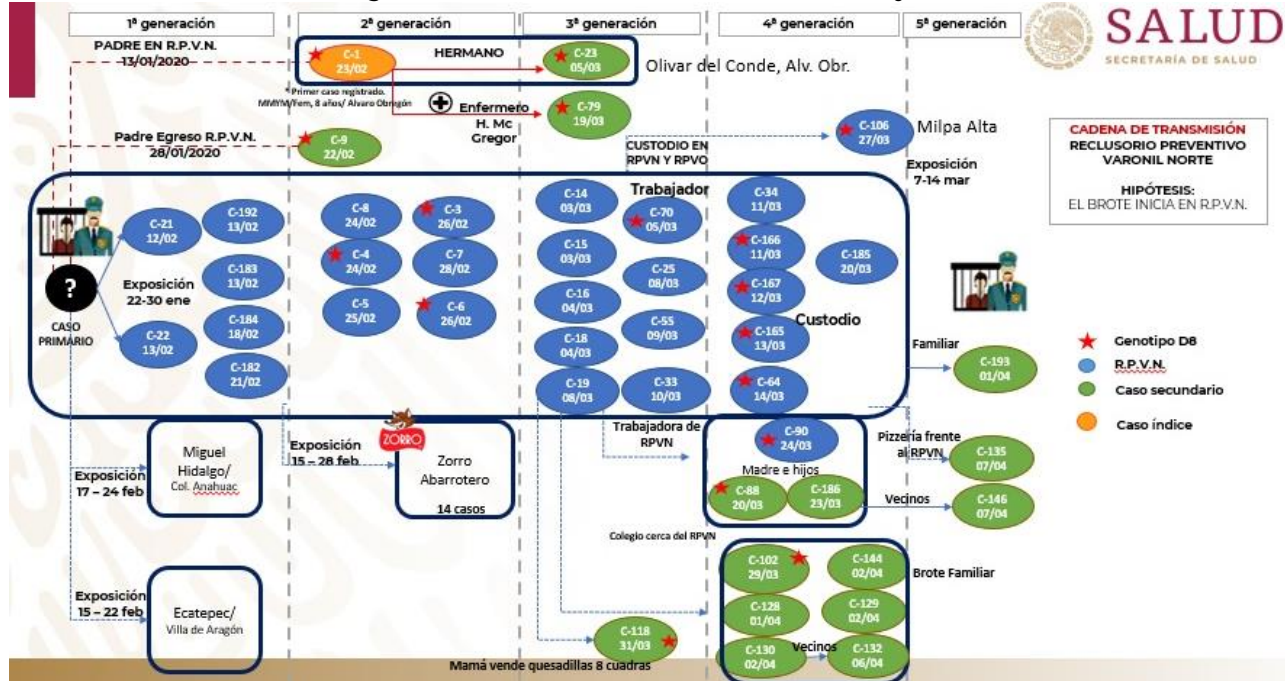 1ª generación
2ª generación
3ª generación
4ª generación
5ª generación
SALUD
SECRETARÍA DE SALUD
PADRE EN R.P.V.N.
13/01/2020
C-1
23/02
HERMANO
C-23
05/03
Olivar del Conde, Alv. Obr.
* Primer caso registrado.
MMYM/Fem, 8 años/ Alvaro Obregón
Enfermero
H. Mc
Gregor
C-79
19/03
Padre Egreso R.P.V.N.
28/01/2020
C-9
22/02
CUSTODIO EN
RPVN Y RPVO
C-106
27/03
Milpa Alta
Exposición
7-14 mar
CADENA DE TRANSMISIÓN
RECLUSORIO PREVENTIVO
VARONIL NORTE
HIPÓTESIS:
EL BROTE INICIA EN R.P.V.N.
?
CASO
PRIMARIO
C-21
12/02
C-192
13/02
Exposición
22-30 ene
C-183
13/02
C-22
13/02
C-184
18/02
C-182
21/02
C-8
24/02
C-3
26/02
C-4
24/02
C-7
28/02
C-5
25/02
C-6
26/02
Trabajador
C-14
03/03
C-70
05/03
C-15
03/03
C-25
08/03
C-16
04/03
C-55
09/03
C-18
04/03
C-19
08/03
C-33
10/03
C-34
11/03
C-166
11/03
C-185
20/03
C-167
12/03
Custodio
C-165
13/03
C-64
14/03
Familiar
C-193
01/04
Genotipo D8
R.P.V.N.
Caso secundario
Caso índice
Exposición
17 – 24 feb
Miguel
Hidalgo/
Col. Anahuac
Exposición
15 – 28 feb
ZORRO
Zorro
Abarrotero
14 casos
Trabajadora de
RPVN
C-90
24/03
Madre e hijos
C-88
20/03
C-186
23/03
Pizzería frente
al RPVN
C-135
07/04
Vecinos
C-146
07/04
Colegio cerca del RPVN
Exposición
15 – 22 feb
Ecatepec/
Villa de Aragón
C-118
31/03
Mamá vende quesadillas 8 cuadras
C-102
29/03
C-144
02/04
Brote Familiar
C-128
01/04
C-129
02/04
C-130
02/04
Vecinos
C-132
06/04